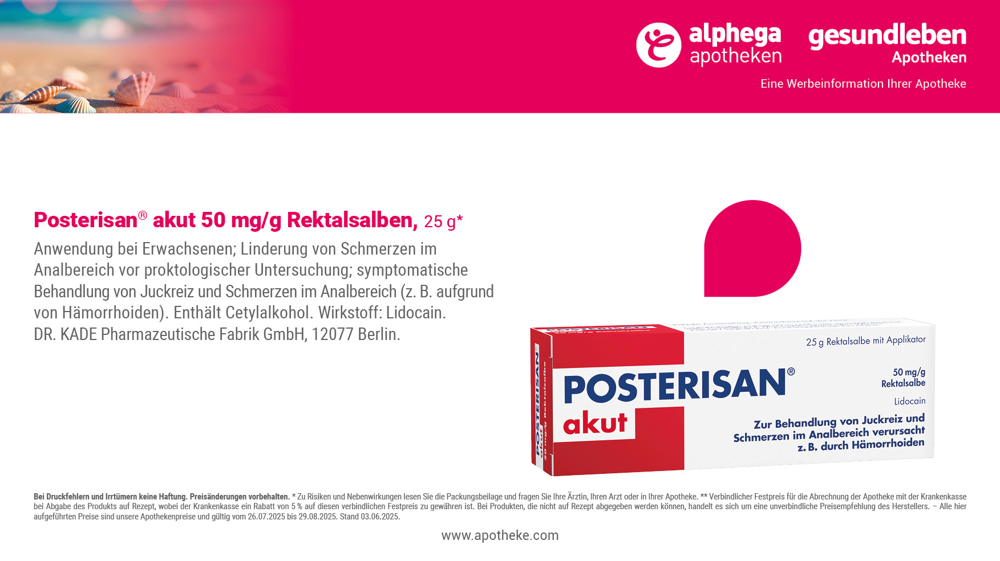 alphega
apotheken
gesundleben
Apotheken
Eine Werbeinformation Ihrer Apotheke
Posterisan® akut 50 mg/g Rektalsalben, 25 g*
Anwendung bei Erwachsenen; Linderung von Schmerzen im
Analbereich vor proktologischer Untersuchung; symptomatische
Behandlung von Juckreiz und Schmerzen im Analbereich (z. B. aufgrund
von Hämorrhoiden). Enthält Cetylalkohol. Wirkstoff: Lidocain.
DR. KADE Pharmazeutische Fabrik GmbH, 12077 Berlin.
POSTERISAN
50 mg/g Rektalsalbe
POSTERISAN
akut
50 mg/g Rektalsalbe
25 g Rektalsalbe mit Applikator
POSTERISAN®
akut
50 mg/g
Rektalsalbe
Lidocain
Zur Behandlung von Juckreiz und
Schmerzen im Analbereich verursacht
z. B. durch Hämorrhoiden
Bei Druckfehlern und Irrtümern keine Haftung. Preisänderungen vorbehalten. * Zu Risiken und Nebenwirkungen lesen Sie die Packungsbeilage und fragen Sie Ihre Ärztin, Ihren Arzt oder in Ihrer Apotheke. ** Verbindlicher Festpreis für die Abrechnung der Apotheke mit der Krankenkasse
bei Abgabe des Produkts auf Rezept, wobei der Krankenkasse ein Rabatt von 5 % auf diesen verbindlichen Festpreis zu gewähren ist. Bei Produkten, die nicht auf Rezept abgegeben werden können, handelt es sich um eine unverbindliche Preisempfehlung des Herstellers. – Alle hier
aufgeführten Preise sind unsere Apothekenpreise und gültig vom 26.07.2025 bis 29.08.2025. Stand 03.06.2025.
www.apotheke.com